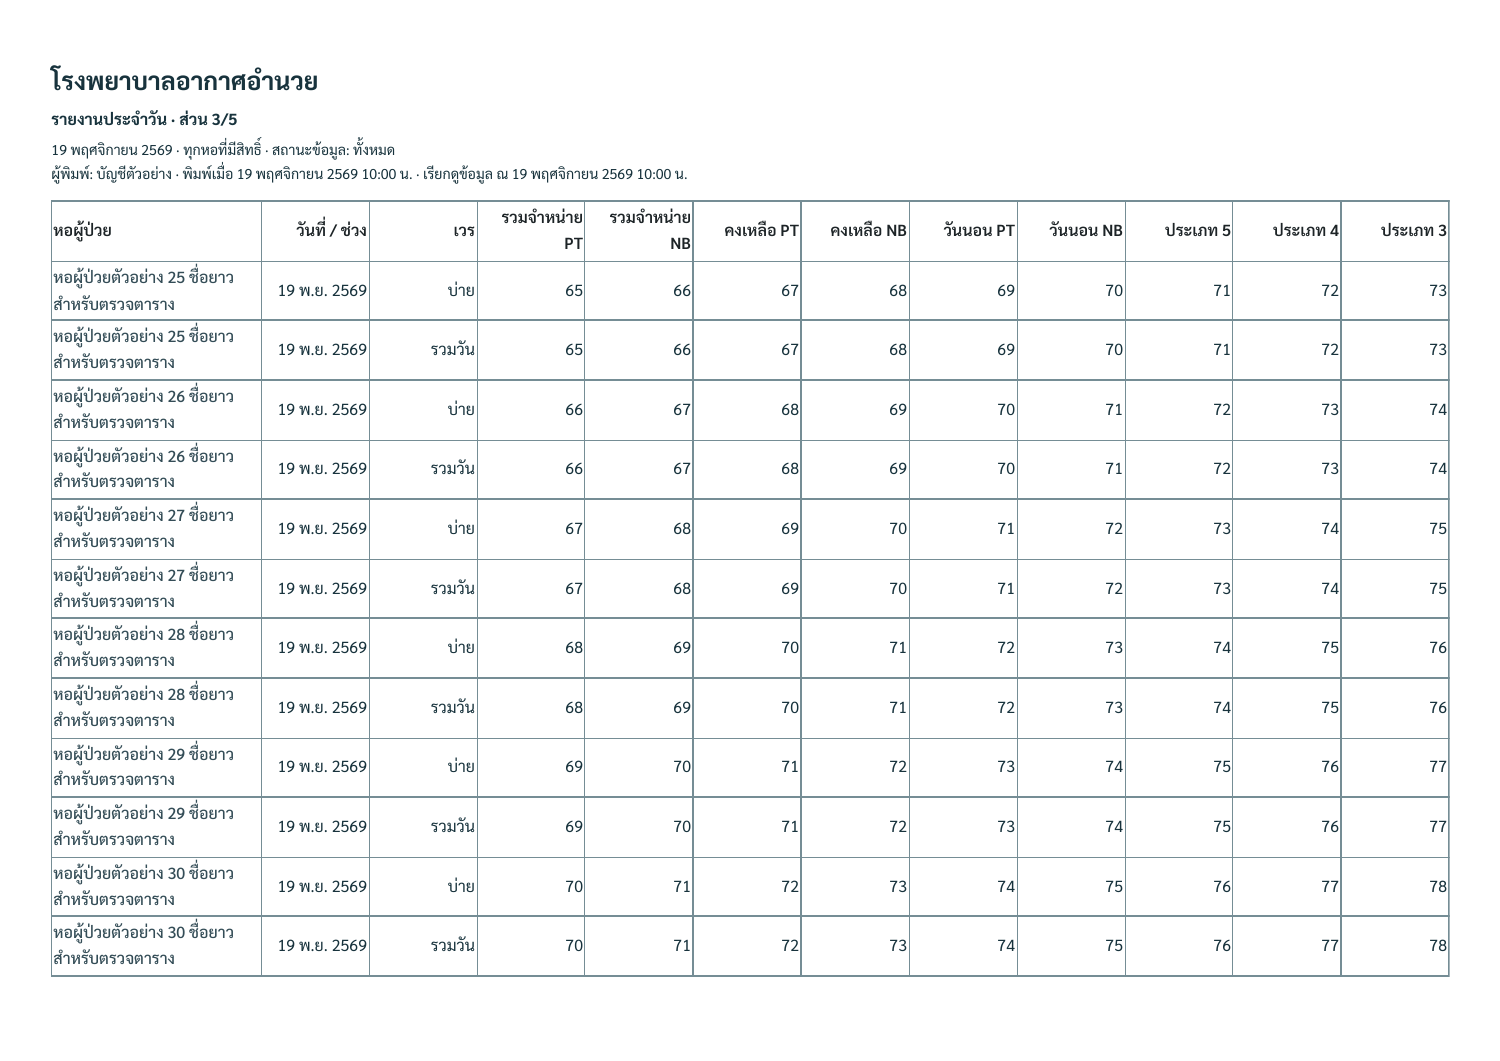 โรงพยาบาลอากาศอำนวย
รายงานประจำวัน · ส่วน 3/5
19 พฤศจิกายน 2569 · ทุกหอที่มีสิทธิ์ · สถานะข้อมูล: ทั้งหมด
ผู้พิมพ์: บัญชีตัวอย่าง · พิมพ์เมื่อ 19 พฤศจิกายน 2569 10:00 น. · เรียกดูข้อมูล ณ 19 พฤศจิกายน 2569 10:00 น.
หอผู้ป่วย วันที่ / ช่วง เวร รวมจำหน่าย PT รวมจำหน่าย NB คงเหลือ PT คงเหลือ NB วันนอน PT วันนอน NB ประเภท 5 ประเภท 4 ประเภท 3
หอผู้ป่วยตัวอย่าง 25 ชื่อยาว
สำหรับตรวจตาราง 19 พ.ย. 2569 บ่าย 65 66 67 68 69 70 71 72 73
หอผู้ป่วยตัวอย่าง 25 ชื่อยาว
สำหรับตรวจตาราง 19 พ.ย. 2569 รวมวัน 65 66 67 68 69 70 71 72 73
หอผู้ป่วยตัวอย่าง 26 ชื่อยาว
สำหรับตรวจตาราง 19 พ.ย. 2569 บ่าย 66 67 68 69 70 71 72 73 74
หอผู้ป่วยตัวอย่าง 26 ชื่อยาว
สำหรับตรวจตาราง 19 พ.ย. 2569 รวมวัน 66 67 68 69 70 71 72 73 74
หอผู้ป่วยตัวอย่าง 27 ชื่อยาว
สำหรับตรวจตาราง 19 พ.ย. 2569 บ่าย 67 68 69 70 71 72 73 74 75
หอผู้ป่วยตัวอย่าง 27 ชื่อยาว
สำหรับตรวจตาราง 19 พ.ย. 2569 รวมวัน 67 68 69 70 71 72 73 74 75
หอผู้ป่วยตัวอย่าง 28 ชื่อยาว
สำหรับตรวจตาราง 19 พ.ย. 2569 บ่าย 68 69 70 71 72 73 74 75 76
หอผู้ป่วยตัวอย่าง 28 ชื่อยาว
สำหรับตรวจตาราง 19 พ.ย. 2569 รวมวัน 68 69 70 71 72 73 74 75 76
หอผู้ป่วยตัวอย่าง 29 ชื่อยาว
สำหรับตรวจตาราง 19 พ.ย. 2569 บ่าย 69 70 71 72 73 74 75 76 77
หอผู้ป่วยตัวอย่าง 29 ชื่อยาว
สำหรับตรวจตาราง 19 พ.ย. 2569 รวมวัน 69 70 71 72 73 74 75 76 77
หอผู้ป่วยตัวอย่าง 30 ชื่อยาว
สำหรับตรวจตาราง 19 พ.ย. 2569 บ่าย 70 71 72 73 74 75 76 77 78
หอผู้ป่วยตัวอย่าง 30 ชื่อยาว
สำหรับตรวจตาราง 19 พ.ย. 2569 รวมวัน 70 71 72 73 74 75 76 77 78